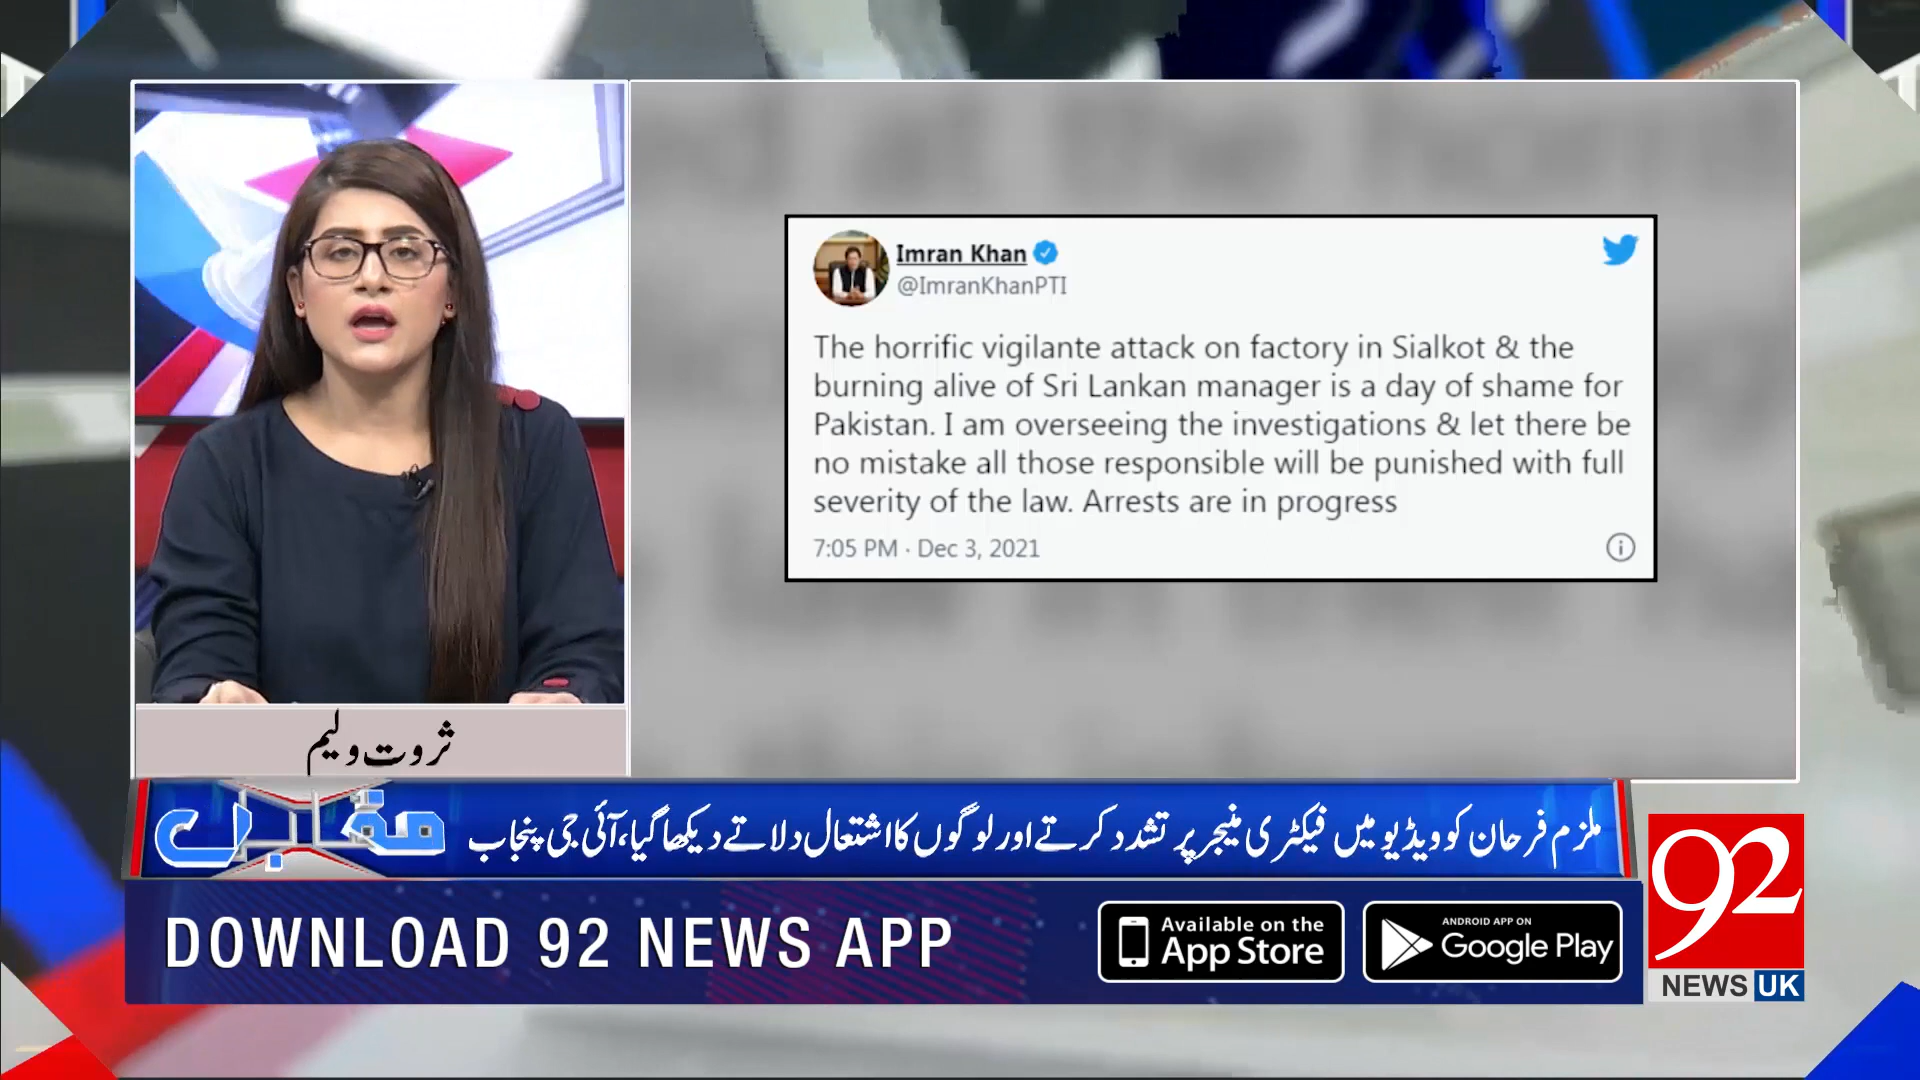 Imran Khan
@ImranKhanPTI
The horrific vigilante attack on factory in Sialkot & the
burning alive of Sri Lankan manager is a day of shame for
Pakistan. I am overseeing the investigations & let there be
no mistake all those responsible will be punished with full
severity of the law. Arrests are in progress
7:05 PM · Dec 3, 2021
ثروت ولیم
مقابل
ملزم فرحان کو ویڈیو میں فیکٹری منیجر پر تشدد کرتے اور لوگوں کا اشتعال دلاتے دیکھا گیا، آئی جی پنجاب
DOWNLOAD 92 NEWS APP
Available on the
App Store
ANDROID APP ON
Google Play
92
NEWS UK